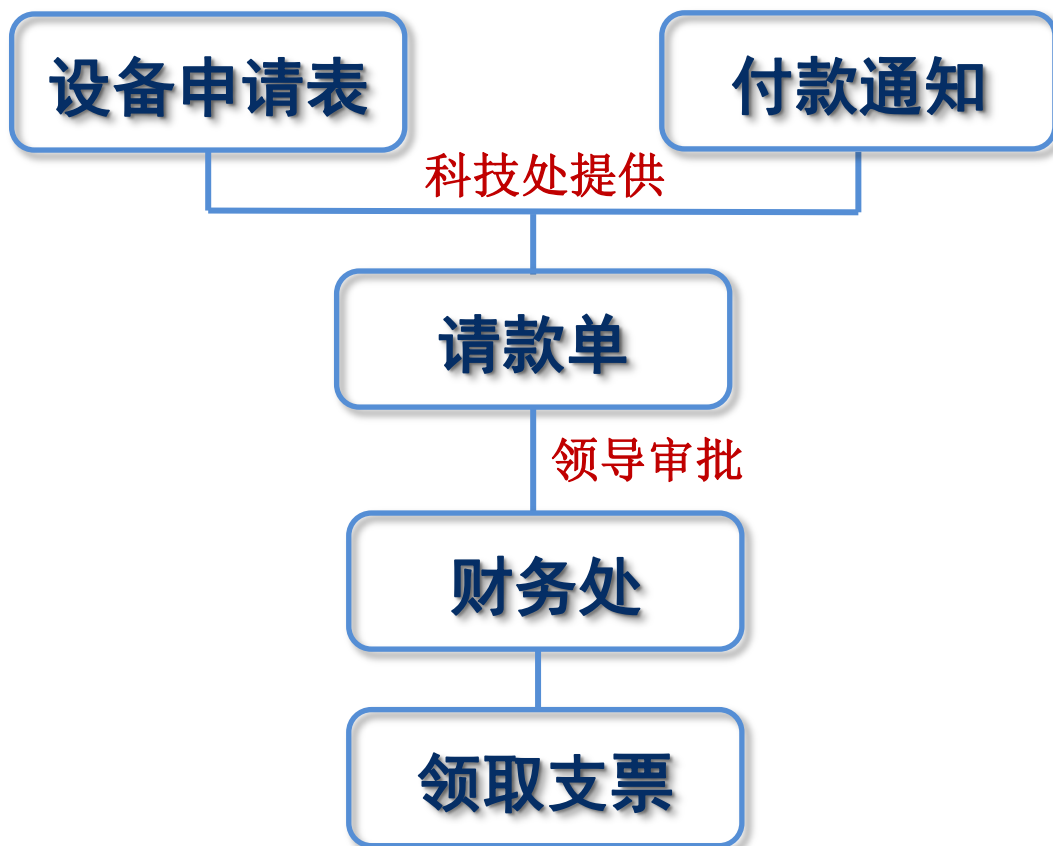 设备申请表
付款通知
科技处提供
请款单
领导审批
财务处
领取支票